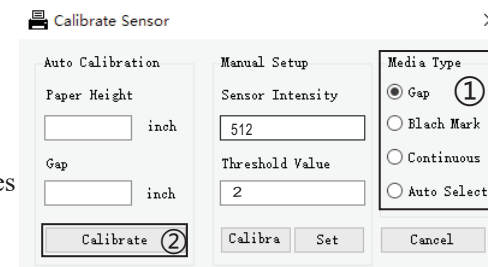 Calibrate Sensor
Auto Calibration
Paper Height
inch
Gap
inch
Calibrate ②
Manual Setup
Sensor Intensity
512
Threshold Value
2
Calibra Set
Media Type
Gap ①
Blach Mark
Continuous
Auto Select
Cancel
es